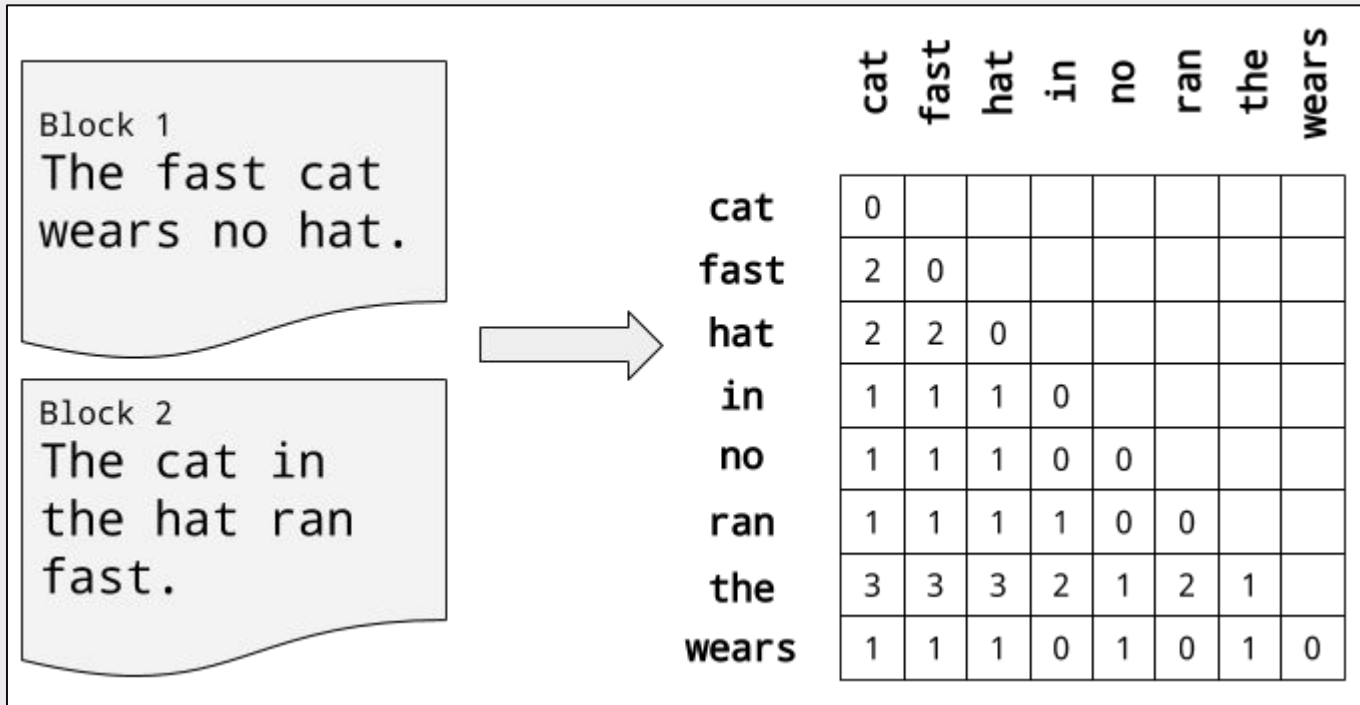 Block 1
The fast cat
wears no hat.
Block 2
The cat in
the hat ran
fast.
cat fast hat in no ran the wears
cat 0
fast 2 0
hat 2 2 0
in 1 1 1 0
no 1 1 1 0 0
ran 1 1 1 1 0 0
the 3 3 3 2 1 2 1
wears 1 1 1 0 1 0 1 0